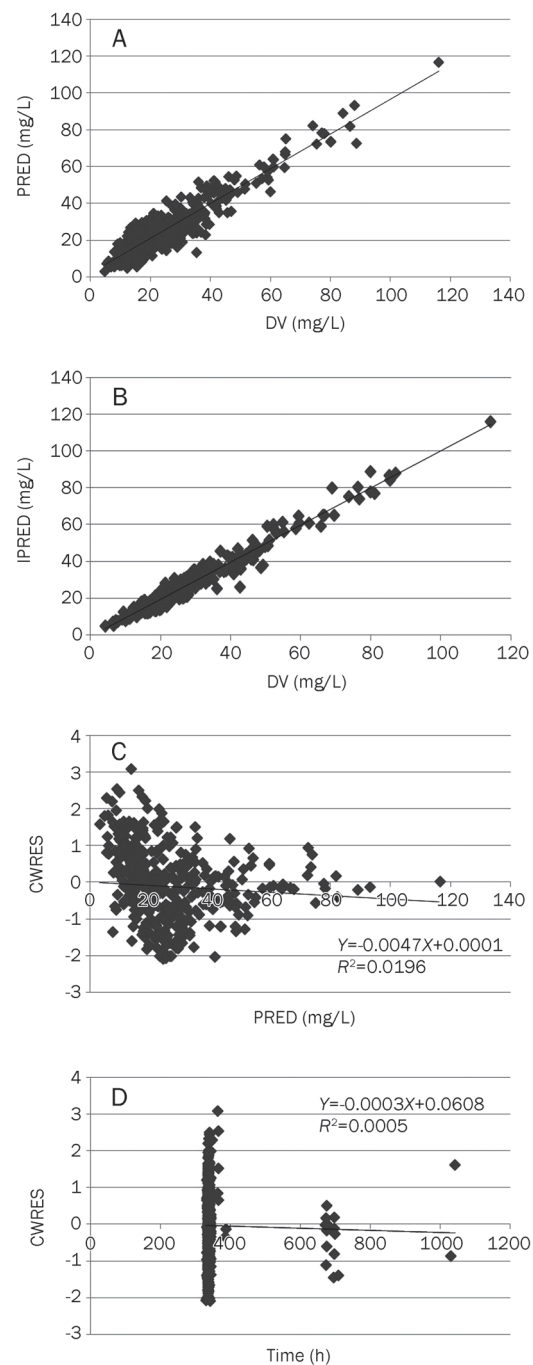 A
140
120
100
80
60
40
20
0
PRED (mg/L)
0 20 40 60 80 100 120 140
DV (mg/L)
B
140
120
100
80
60
40
20
0
IPRED (mg/L)
0 20 40 60 80 100 120
DV (mg/L)
C
4
3
2
1
0
-1
-2
-3
CWRES
0 20 40 60 80 100 120 140
Y=-0.0047X+0.0001
R²=0.0196
PRED (mg/L)
D
4
3
2
1
0
-1
-2
-3
CWRES
Y=-0.0003X+0.0608
R²=0.0005
0 200 400 600 800 1000 1200
Time (h)